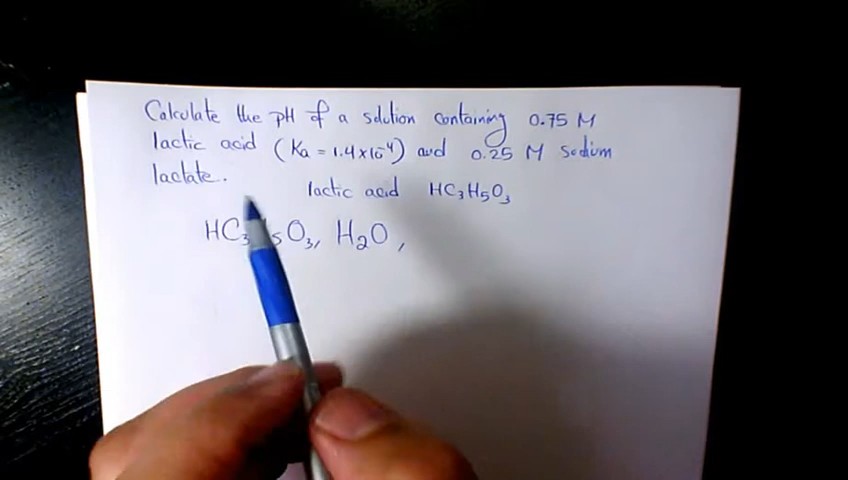 Calculate the pH of a solution containing 0.75 M
lactic acid (Ka = 1.4x10⁻⁴) and 0.25 M sodium
lactate.
lactic acid HC₃H₅O₃
HC₃ ₅O₃, H₂O,